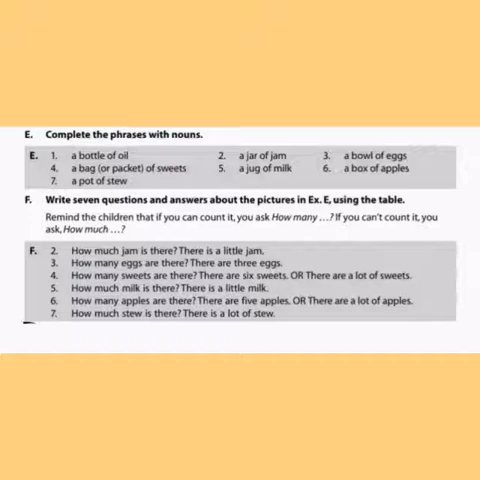 E. Complete the phrases with nouns.
E. 1. a bottle of oil 2. a jar of jam 3. a bowl of eggs
4. a bag (or packet) of sweets 5. a jug of milk 6. a box of apples
7. a pot of stew
F. Write seven questions and answers about the pictures in Ex. E, using the table.
Remind the children that if you can count it, you ask How many ...? If you can't count it, you
ask, How much ...?
F. 2. How much jam is there? There is a little jam.
3. How many eggs are there? There are three eggs.
4. How many sweets are there? There are six sweets. OR There are a lot of sweets.
5. How much milk is there? There is a little milk.
6. How many apples are there? There are five apples. OR There are a lot of apples.
7. How much stew is there? There is a lot of stew.